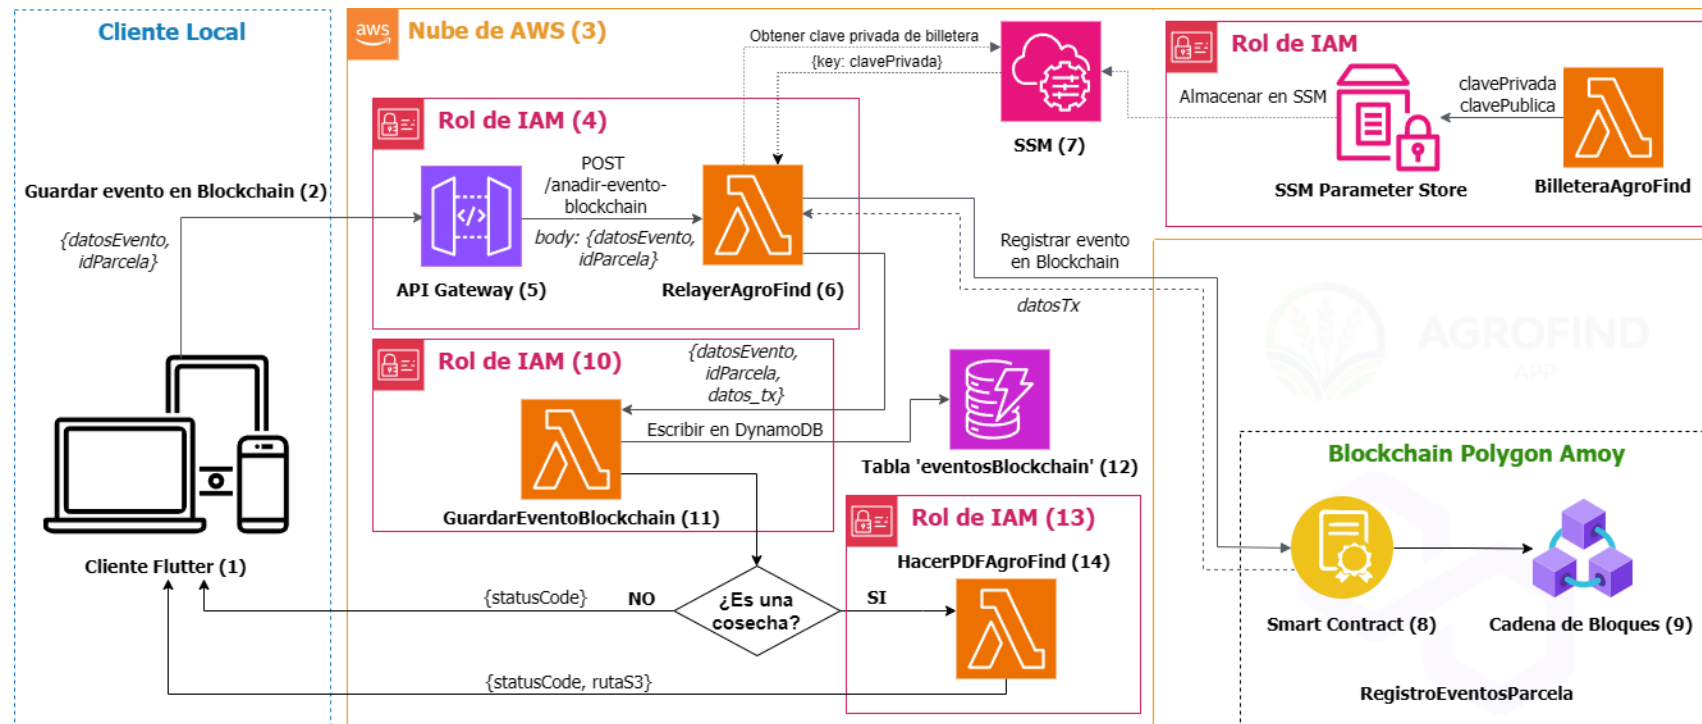 Cliente Local
aws
Nube de AWS (3)
Obtener clave privada de billetera
{key: clavePrivada}
SSM (7)
Rol de IAM
Almacenar en SSM
clavePrivada
clavePublica
SSM Parameter Store
BilleteraAgroFind
Rol de IAM (4)
Guardar evento en Blockchain (2)
{datosEvento,
idParcela}
POST
/anadir-evento-
blockchain
body: {datosEvento,
idParcela}
API Gateway (5)
RelayerAgroFind (6)
Registrar evento
en Blockchain
datosTx
AGROFIND
APP
Rol de IAM (10)
{datosEvento,
idParcela,
datos_tx}
Escribir en DynamoDB
Tabla 'eventosBlockchain' (12)
GuardarEventoBlockchain (11)
Blockchain Polygon Amoy
Rol de IAM (13)
HacerPDFAgroFind (14)
Cliente Flutter (1)
{statusCode}
NO
¿Es una
cosecha?
SI
Smart Contract (8)
Cadena de Bloques (9)
{statusCode, rutaS3}
RegistroEventosParcela